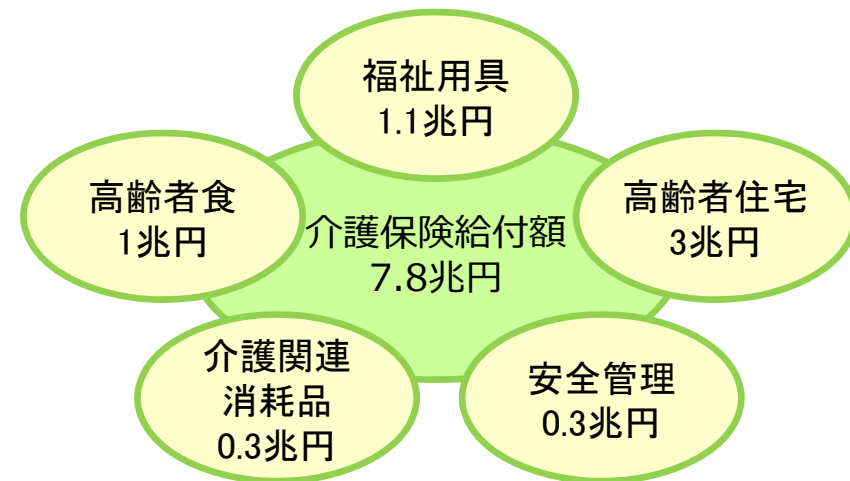 福祉用具
1.1兆円
高齢者食
1兆円
介護保険給付額
7.8兆円
高齢者住宅
3兆円
介護関連
消耗品
0.3兆円
安全管理
0.3兆円